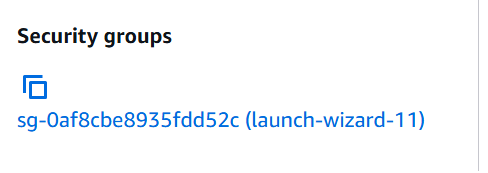 Security groups
sg-0af8cbe8935fdd52c (launch-wizard-11)